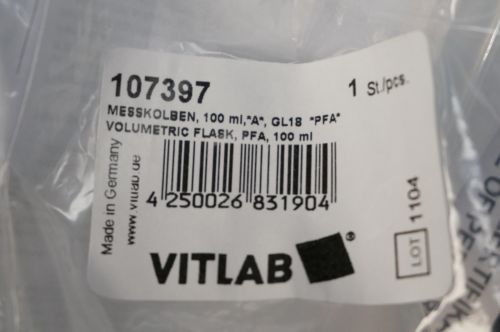 107397
1 St./pcs.
MESSKOLBEN, 100 ml,"A", GL18 "PFA"
VOLUMETRIC FLASK, PFA, 100 ml
Made in Germany
www.vitlab.de
4 250026 831904
LOT 1104
VITLAB ®